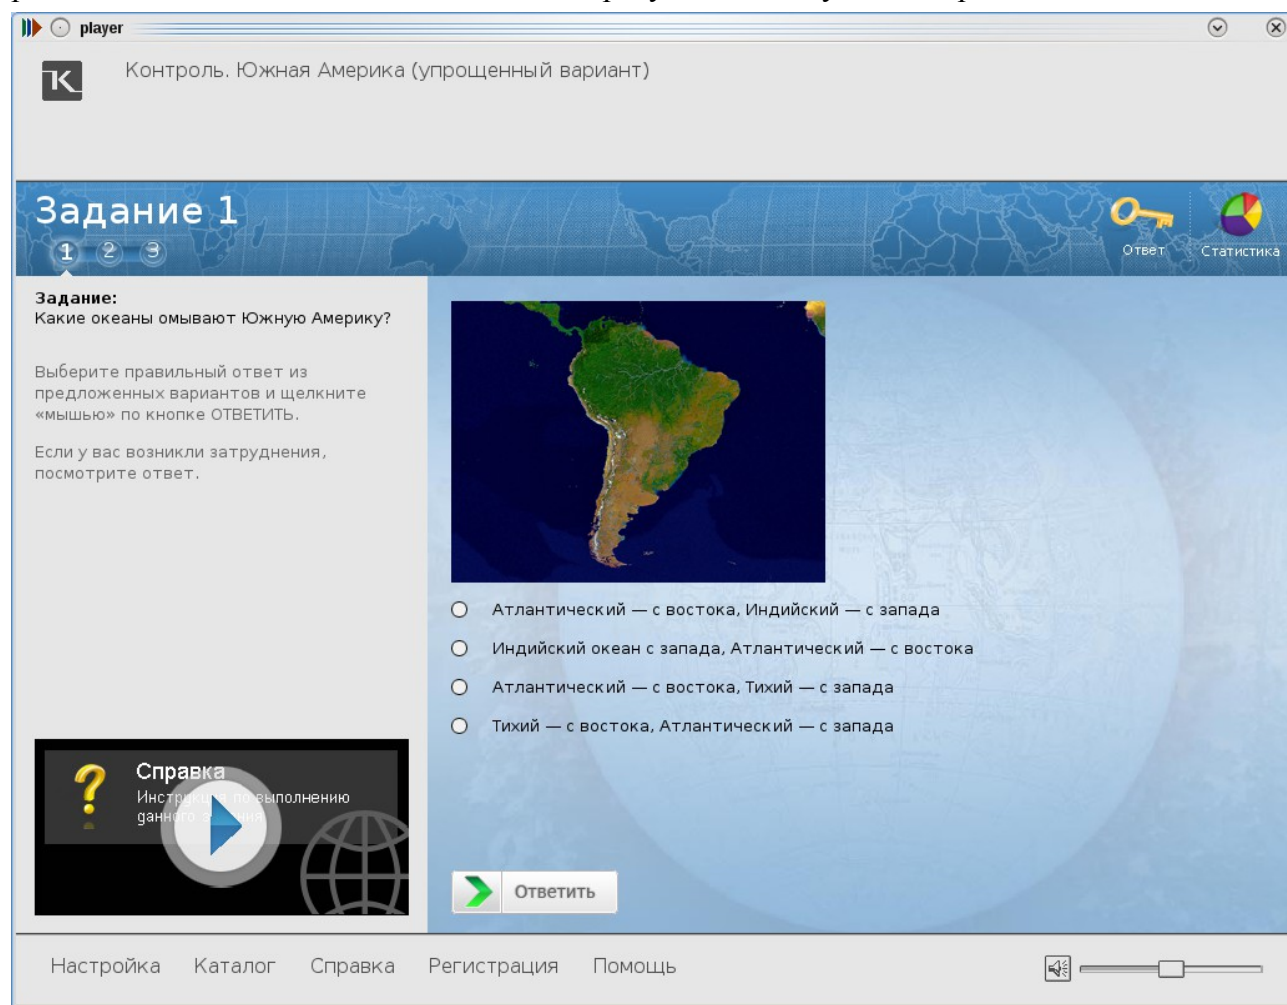 player
Контроль. Южная Америка (упрощенный вариант)
Задание 1
1 2 3
Ответ
Статистика
Задание:
Какие океаны омывают Южную Америку?
Выберите правильный ответ из
предложенных вариантов и щелкните
«мышью» по кнопке ОТВЕТИТЬ.
Если у вас возникли затруднения,
посмотрите ответ.
Атлантический — с востока, Индийский — с запада
Индийский океан с запада, Атлантический — с востока
Атлантический — с востока, Тихий — с запада
Тихий — с востока, Атлантический — с запада
Справка
Инструкция по выполнению
данного задания
Ответить
Настройка Каталог Справка Регистрация Помощь